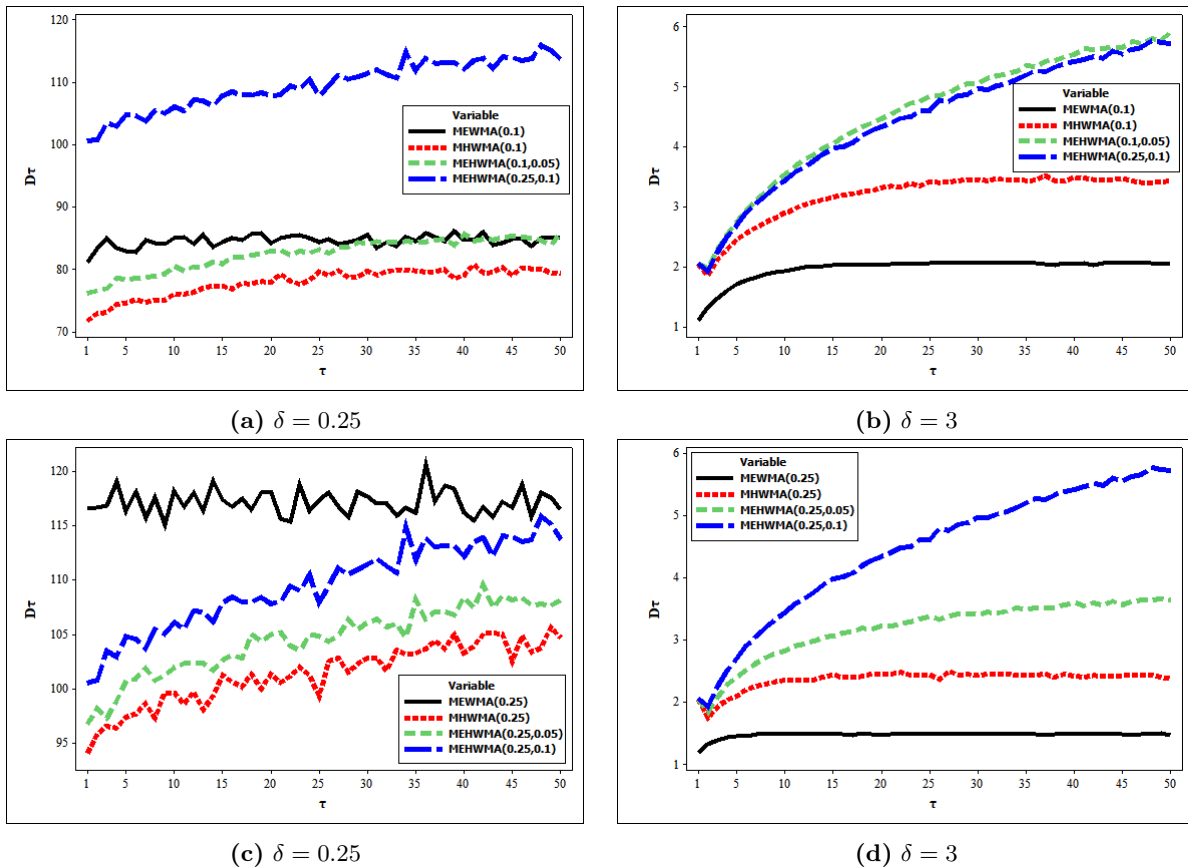 120
110
100
90
80
70
Dτ
Variable
MEWMA(0.1)
MHWMA(0.1)
MEHWMA(0.1,0.05)
MEHWMA(0.25,0.1)
1 5 10 15 20 25 30 35 40 45 50
τ
(a) δ = 0.25
6
5
4
3
2
1
Dτ
Variable
MEWMA(0.1)
MHWMA(0.1)
MEHWMA(0.1,0.05)
MEHWMA(0.25,0.1)
1 5 10 15 20 25 30 35 40 45 50
τ
(b) δ = 3
120
115
110
105
100
95
Dτ
Variable
MEWMA(0.25)
MHWMA(0.25)
MEHWMA(0.25,0.05)
MEHWMA(0.25,0.1)
1 5 10 15 20 25 30 35 40 45 50
τ
(c) δ = 0.25
6
5
4
3
2
1
Dτ
Variable
MEWMA(0.25)
MHWMA(0.25)
MEHWMA(0.25,0.05)
MEHWMA(0.25,0.1)
1 5 10 15 20 25 30 35 40 45 50
τ
(d) δ = 3